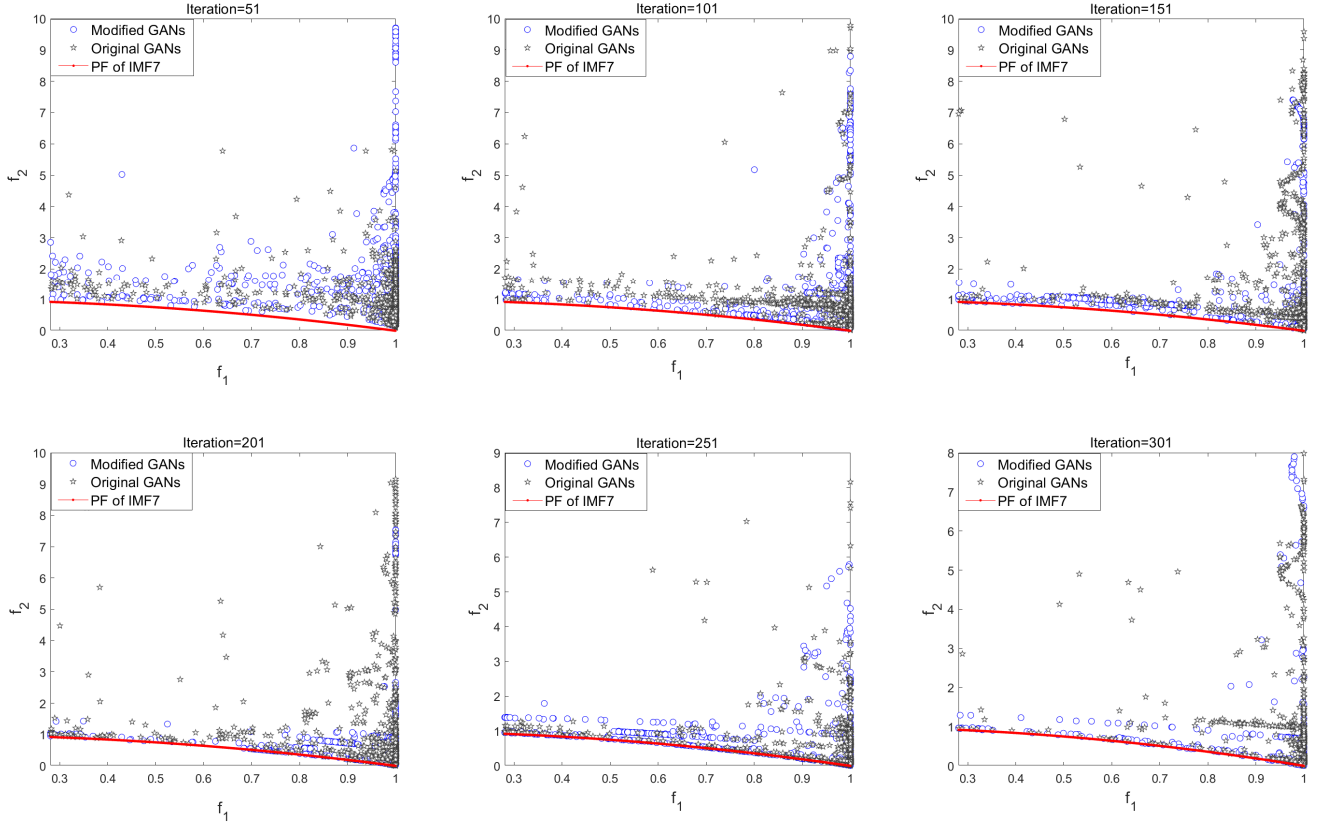 Iteration=51
10
9
8
7
6
5
4
3
2
1
0
f2
Modified GANs
Original GANs
PF of IMF7
0.3 0.4 0.5 0.6 0.7 0.8 0.9 1
f1
Iteration=101
10
9
8
7
6
5
4
3
2
1
0
f2
Modified GANs
Original GANs
PF of IMF7
0.3 0.4 0.5 0.6 0.7 0.8 0.9 1
f1
Iteration=151
10
9
8
7
6
5
4
3
2
1
0
f2
Modified GANs
Original GANs
PF of IMF7
0.3 0.4 0.5 0.6 0.7 0.8 0.9 1
f1
Iteration=201
10
9
8
7
6
5
4
3
2
1
0
f2
Modified GANs
Original GANs
PF of IMF7
0.3 0.4 0.5 0.6 0.7 0.8 0.9 1
f1
Iteration=251
9
8
7
6
5
4
3
2
1
0
f2
Modified GANs
Original GANs
PF of IMF7
0.3 0.4 0.5 0.6 0.7 0.8 0.9 1
f1
Iteration=301
8
7
6
5
4
3
2
1
0
f2
Modified GANs
Original GANs
PF of IMF7
0.3 0.4 0.5 0.6 0.7 0.8 0.9 1
f1